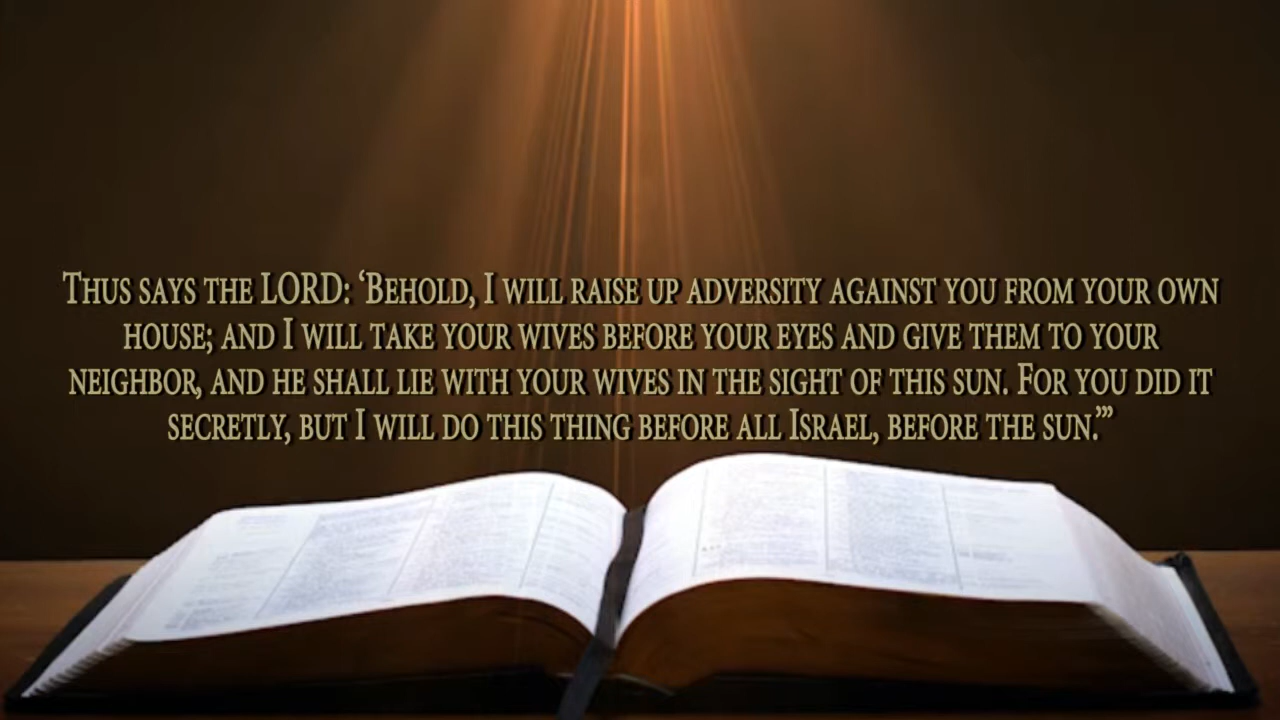 Thus says the LORD: ‘Behold, I will raise up adversity against you from your own
house; and I will take your wives before your eyes and give them to your
neighbor, and he shall lie with your wives in the sight of this sun. For you did it
secretly, but I will do this thing before all Israel, before the sun.’”